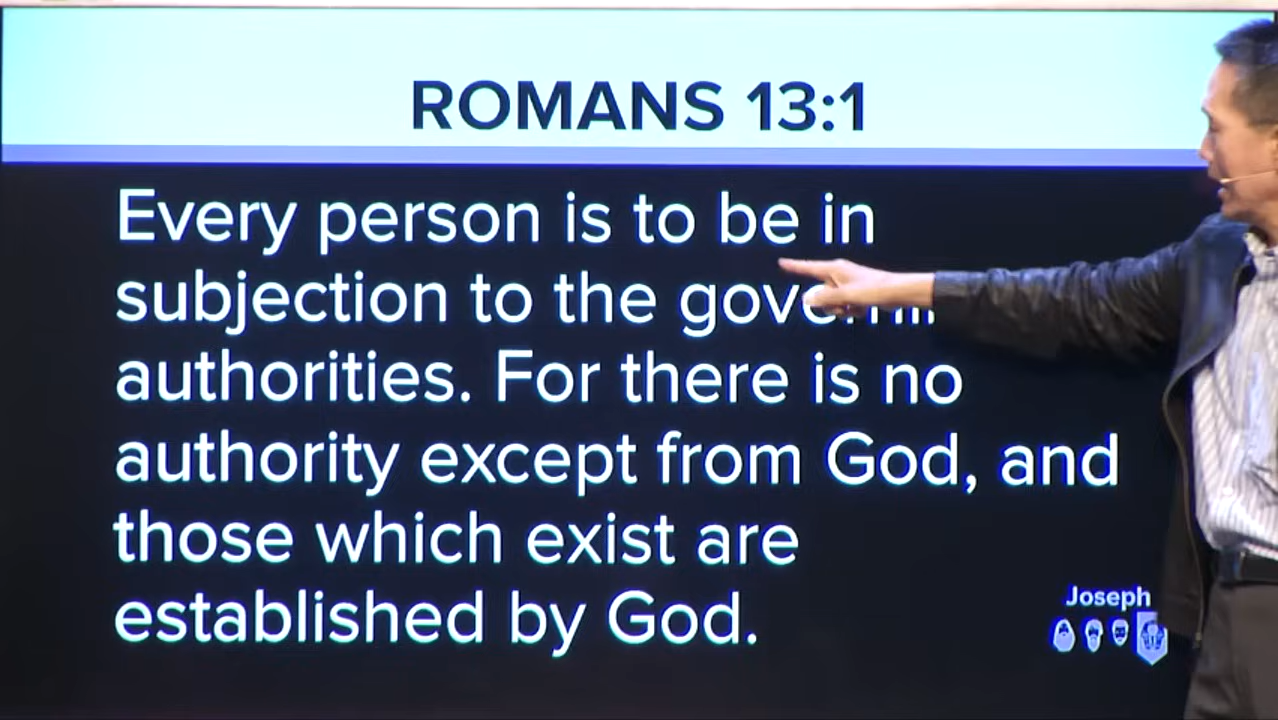 ROMANS 13:1
Every person is to be in
subjection to the
authorities. For there is no
authority except from God, and
those which exist are
established by God.
Joseph